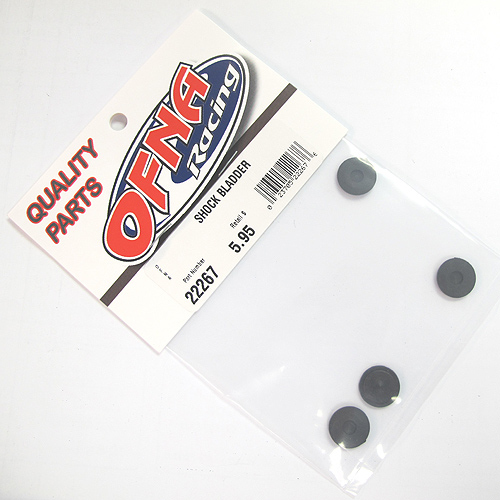 QUALITY
PARTS
OFNA
Racing
SHOCK BLADDER
Part Number
22267
Retail $
5.95